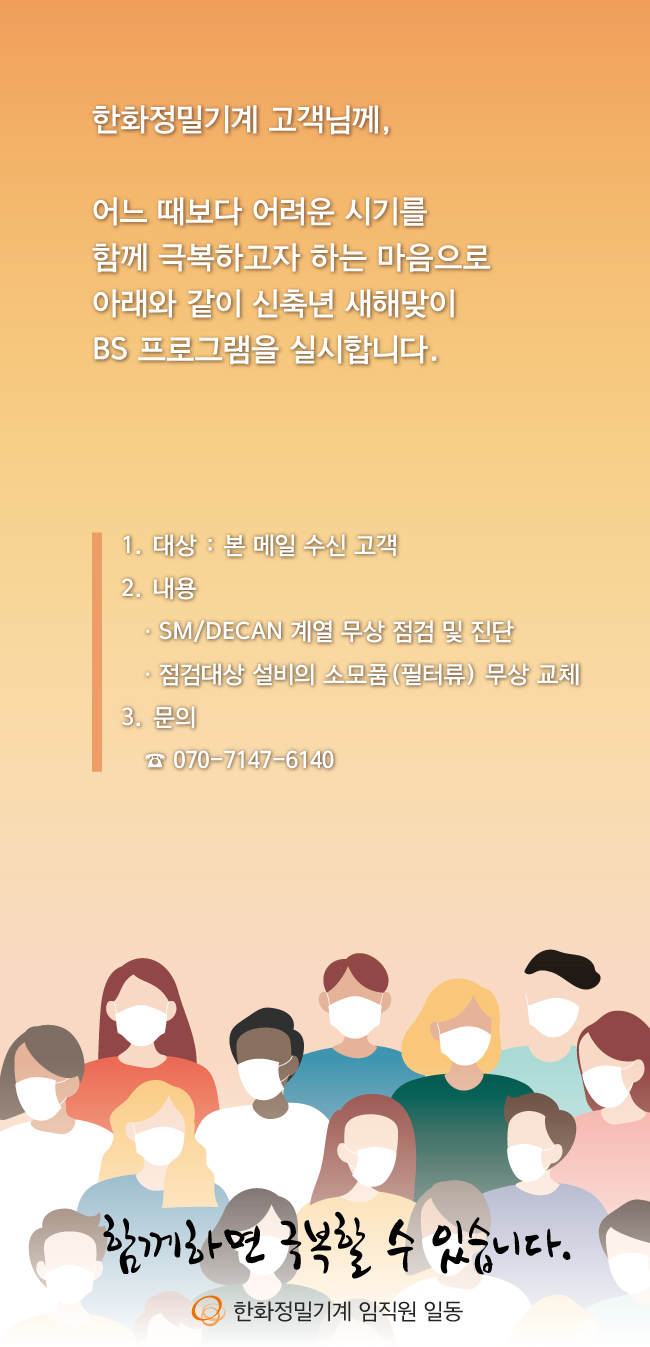 한화정밀기계 고객님께,
어느 때보다 어려운 시기를
함께 극복하고자 하는 마음으로
아래와 같이 신축년 새해맞이
BS 프로그램을 실시합니다.
1. 대상 : 본 메일 수신 고객
2. 내용
· SM/DECAN 계열 무상 점검 및 진단
· 점검대상 설비의 소모품(필터류) 무상 교체
3. 문의
☎ 070-7147-6140
함께하면 극복할 수 있습니다.
한화정밀기계 임직원 일동